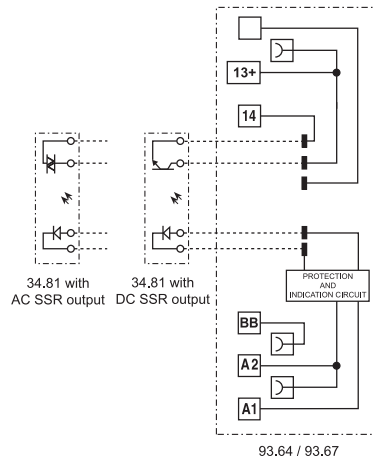 13+
14
34.81 with
AC SSR output
34.81 with
DC SSR output
PROTECTION
AND
INDICATION CIRCUIT
BB
A2
A1
93.64 / 93.67